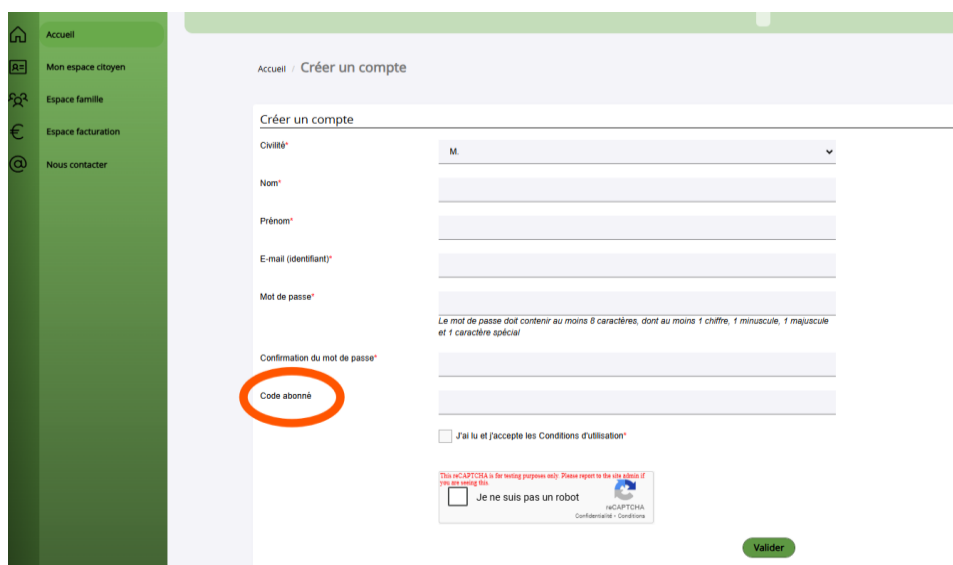 Accueil
Mon espace citoyen
Espace famille
Espace facturation
Nous contacter
Accueil / Créer un compte
Créer un compte
Civilité*
M.
Nom*
Prénom*
E-mail (identifiant)*
Mot de passe*
Le mot de passe doit contenir au moins 8 caractères, dont au moins 1 chiffre, 1 minuscule, 1 majuscule
et 1 caractère spécial
Confirmation du mot de passe*
Code abonné
J'ai lu et j'accepte les Conditions d'utilisation*
This reCAPTCHA is for testing purposes only. Please report to the site admin if
you are seeing this.
Je ne suis pas un robot
reCAPTCHA
Confidentialité - Conditions
Valider